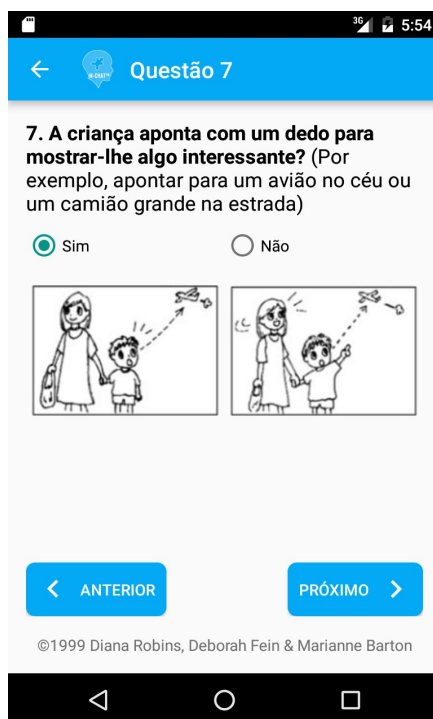 3G 5:54
M-CHAT™
Questão 7
7. A criança aponta com um dedo para
mostrar-lhe algo interessante? (Por
exemplo, apontar para um avião no céu ou
um camião grande na estrada)
Sim Não
ANTERIOR PRÓXIMO
©1999 Diana Robins, Deborah Fein & Marianne Barton